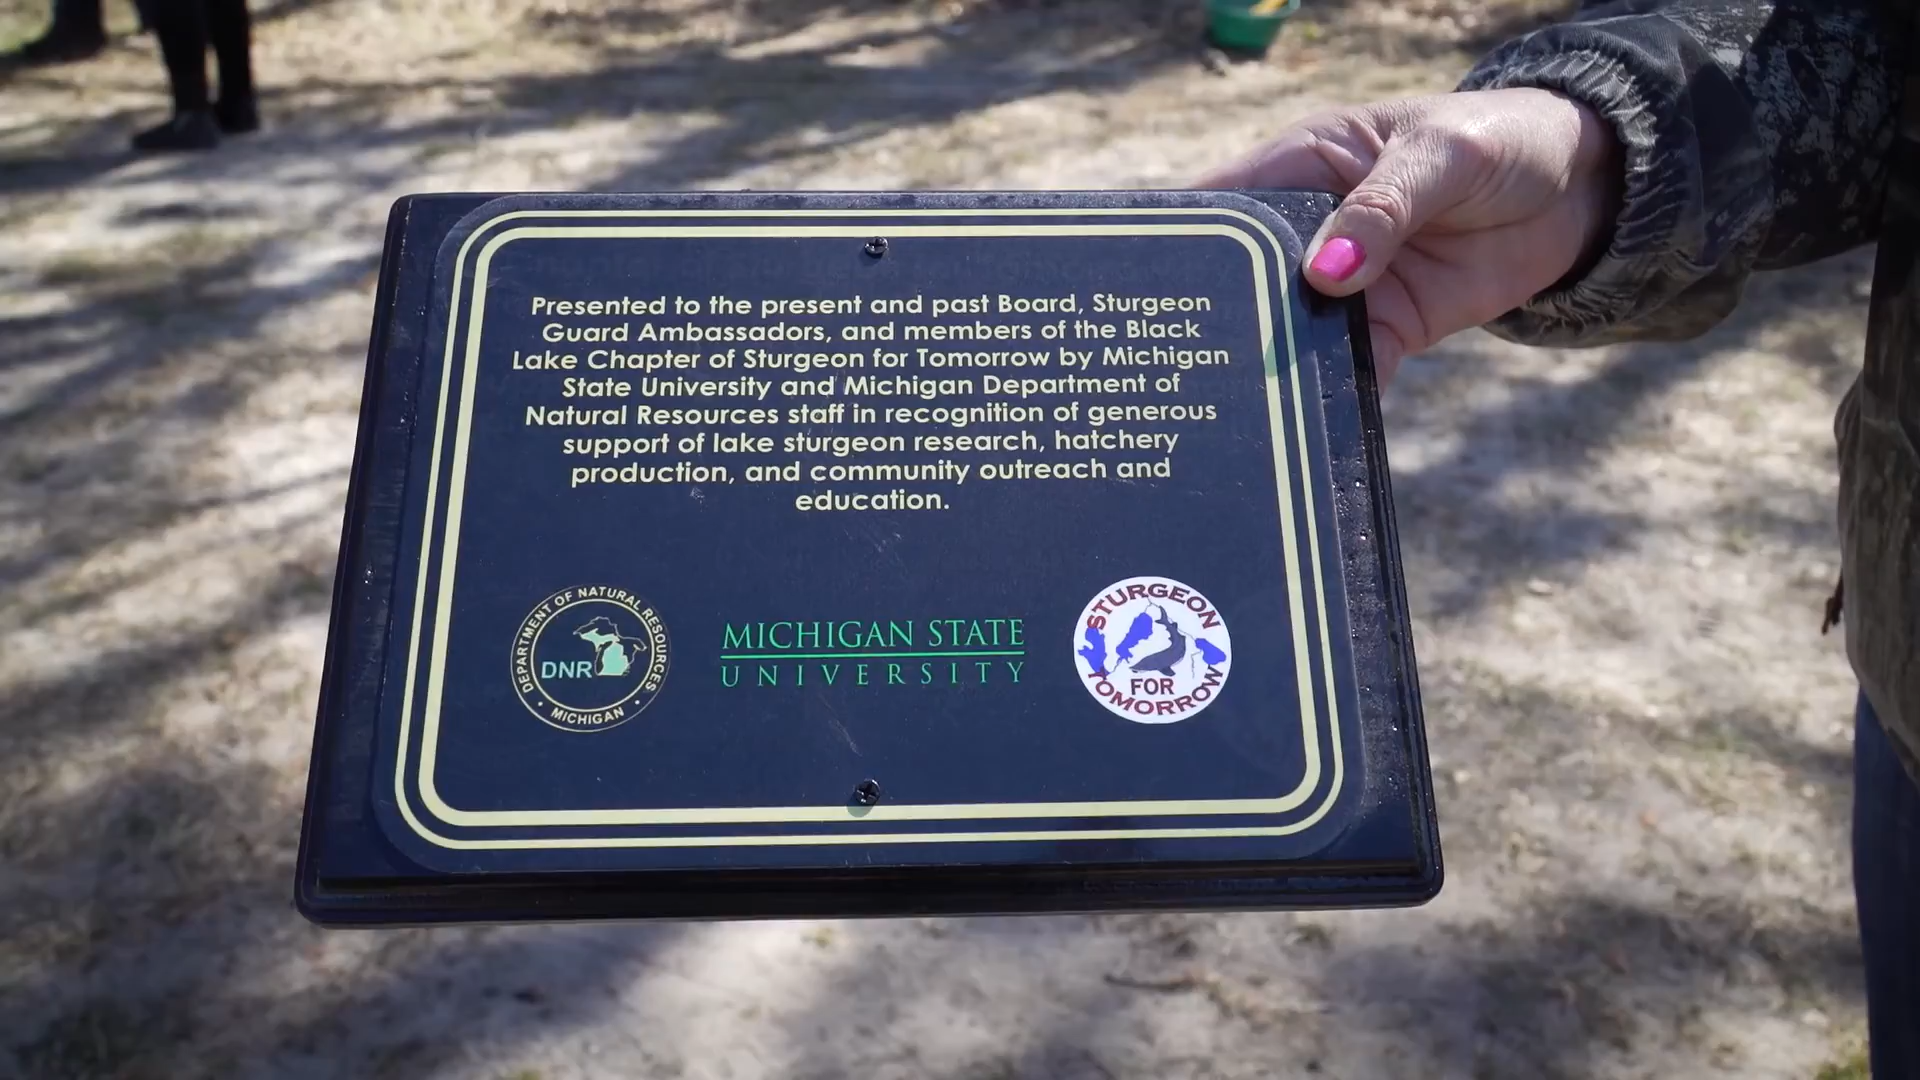 Presented to the present and past Board, Sturgeon
Guard Ambassadors, and members of the Black
Lake Chapter of Sturgeon for Tomorrow by Michigan
State University and Michigan Department of
Natural Resources staff in recognition of generous
support of lake sturgeon research, hatchery
production, and community outreach and
education.
DEPARTMENT OF NATURAL RESOURCES
DNR
• MICHIGAN •
MICHIGAN STATE
UNIVERSITY
STURGEON
FOR
TOMORROW